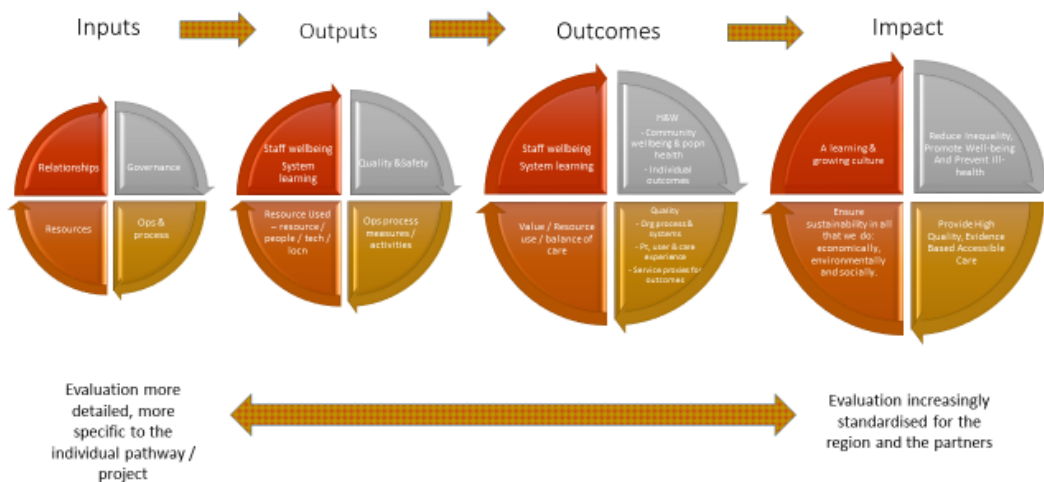 Inputs
Outputs
Outcomes
Impact
Relationships
Governance
Resources
Ops &
process
Staff wellbeing
System
learning
Quality &Safety
Resource Used
– resource /
people / tech /
locn
Ops process
measures /
activities
Staff wellbeing
System learning
H&W
- Community
wellbeing & popn
health
- Individual
outcomes
Value / Resource
use / balance of
care
Quality
- Org process &
systems
- Pt, user & care
experience
- Service proxies for
outcomes
A learning &
growing culture
Reduce Inequality,
Promote Well-being
And Prevent Ill-
health
Ensure
sustainability in all
that we do:
economically,
environmentally
and socially.
Provide High
Quality, Evidence
Based Accessible
Care
Evaluation more
detailed, more
specific to the
individual pathway /
project
Evaluation increasingly
standardised for the
region and the partners